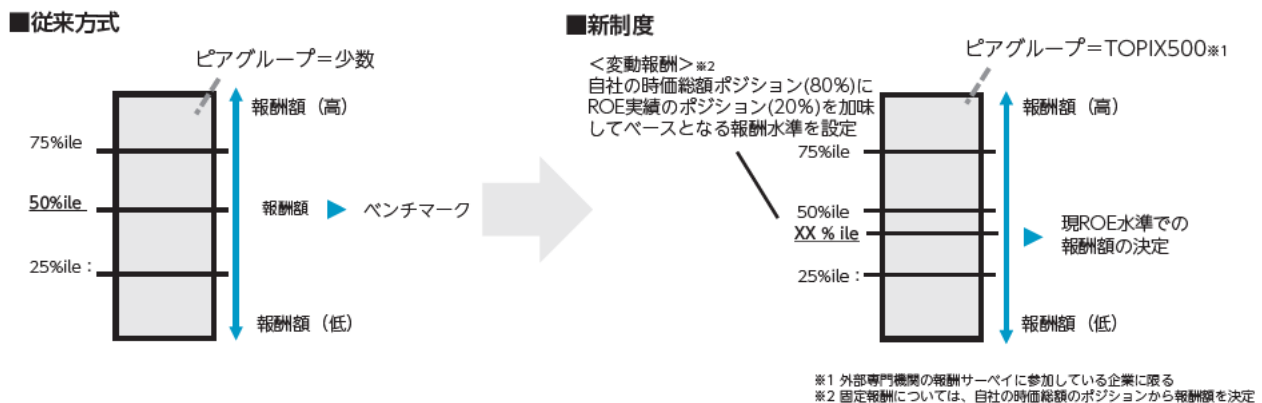 ■従来方式
ピアグループ＝少数
報酬額（高）
75%ile
50%ile
報酬額
ベンチマーク
25%ile：
報酬額（低）
■新制度
ピアグループ＝TOPIX500※1
＜変動報酬＞※2
自社の時価総額ポジション(80%)に
ROE実績のポジション(20%)を加味
してベースとなる報酬水準を設定
報酬額（高）
75%ile
50%ile
XX % ile
現ROE水準での
報酬額の決定
25%ile：
報酬額（低）
※1 外部専門機関の報酬サーベイに参加している企業に限る
※2 固定報酬については、自社の時価総額のポジションから報酬額を決定